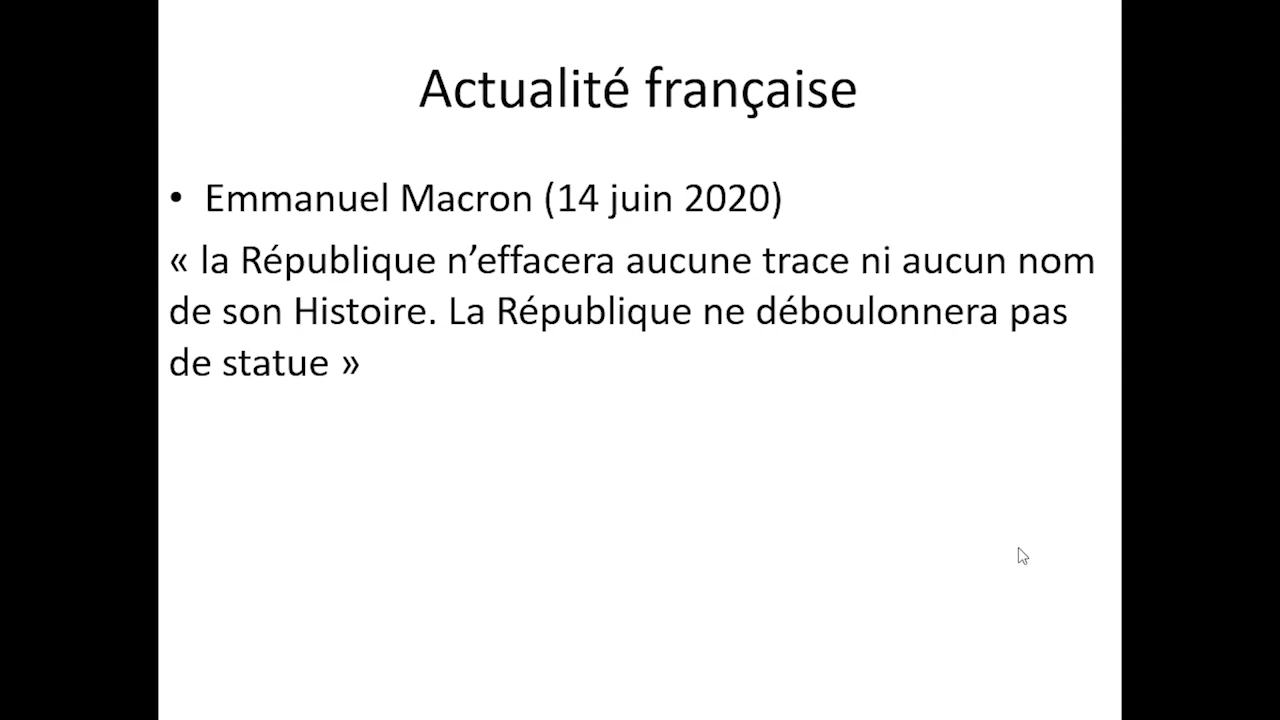 Actualité française
• Emmanuel Macron (14 juin 2020)
« la République n’effacera aucune trace ni aucun nom
de son Histoire. La République ne déboulonnera pas
de statue »